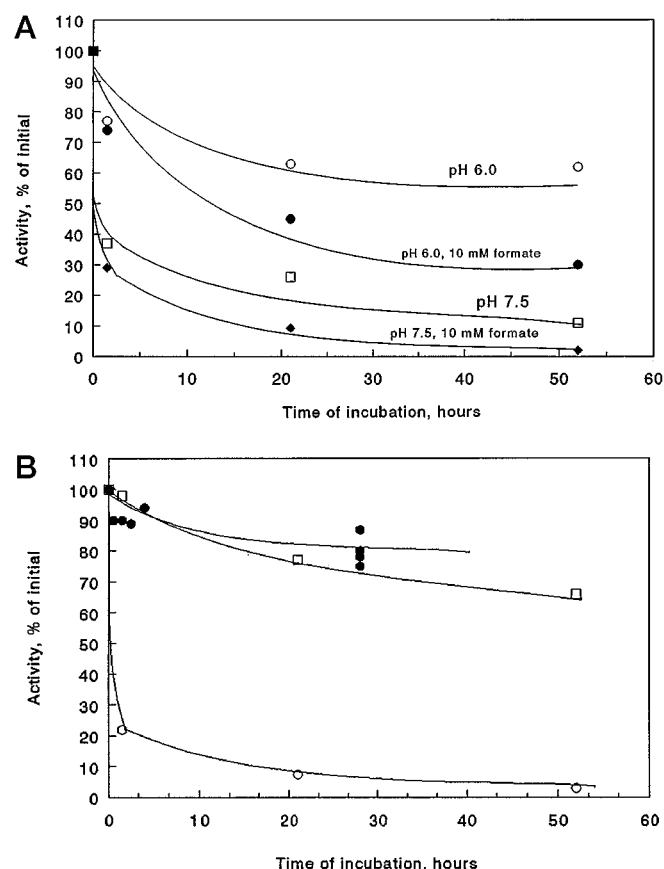 A
Activity, % of initial
110
100
90
80
70
60
50
40
30
20
10
0
pH 6.0
pH 6.0, 10 mM formate
pH 7.5
pH 7.5, 10 mM formate
0 10 20 30 40 50 60
Time of incubation, hours
B
Activity, % of initial
110
100
90
80
70
60
50
40
30
20
10
0
0 20 30 40 50 60
Time of incubation, hours